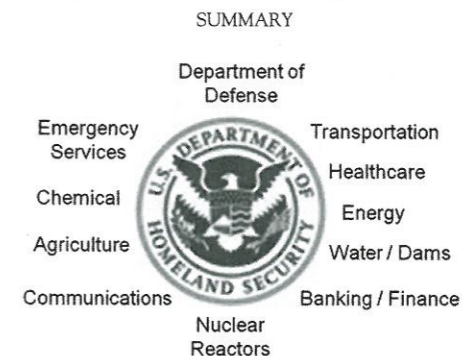 SUMMARY
Department of
Defense
Emergency
Services
Transportation
Healthcare
Chemical
Energy
Agriculture
Water / Dams
Communications
Banking / Finance
Nuclear
Reactors
U.S. DEPARTMENT OF
HOMELAND SECURITY